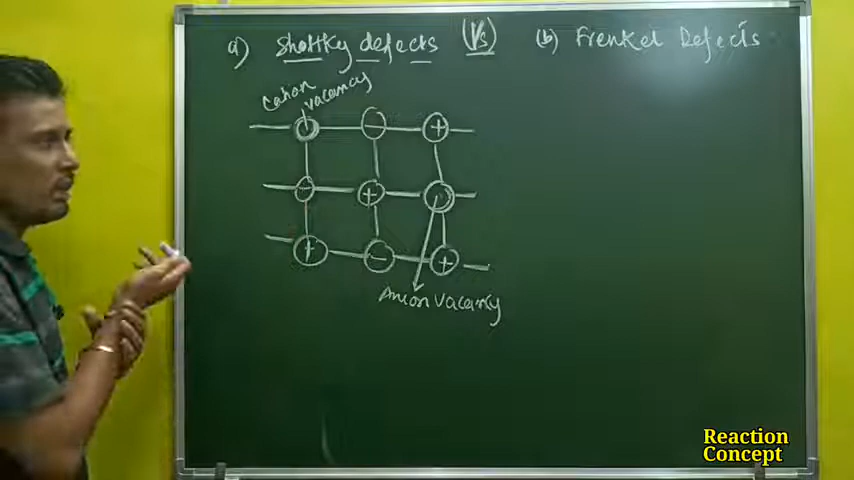 a) Shottky defects (Vs) (b) Frenkel Defects
Cation
vacancy
- +
- +
+ - +
Anion vacancy
Reaction
Concept